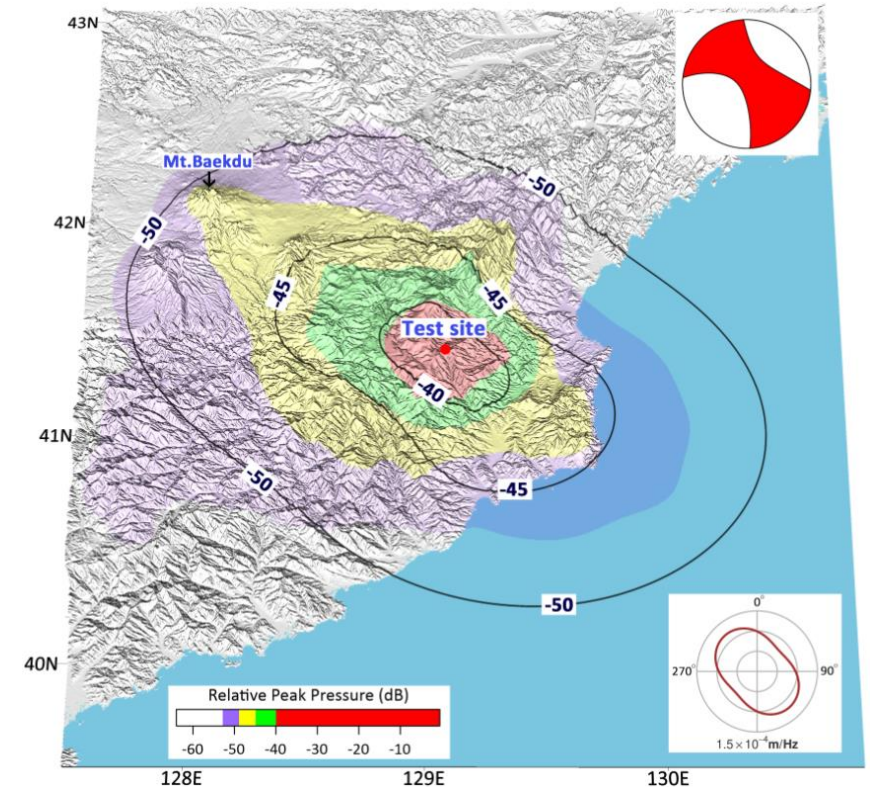 43N
Mt.Baekdu
-50
42N
-50
-45
-45
Test site
-40
41N
-50
-45
-50
40N
0°
270°
90°
1.5×10⁻⁴m/Hz
Relative Peak Pressure (dB)
-60 -50 -40 -30 -20 -10
128E 129E 130E